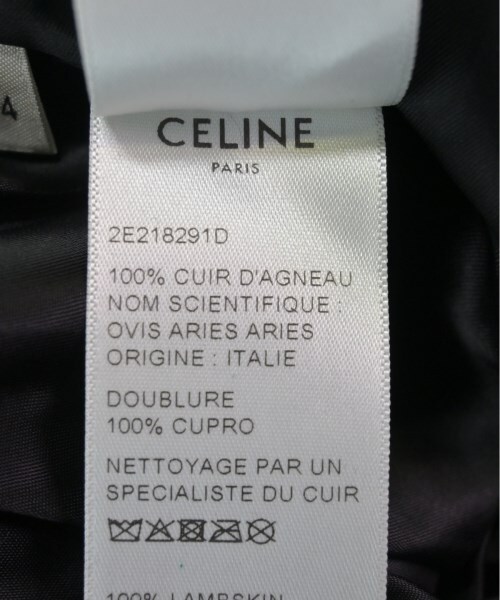 4
CELINE
PARIS
2E218291D
100% CUIR D'AGNEAU
NOM SCIENTIFIQUE :
OVIS ARIES ARIES
ORIGINE : ITALIE
DOUBLURE
100% CUPRO
NETTOYAGE PAR UN
SPECIALISTE DU CUIR
100% LAMBSKIN